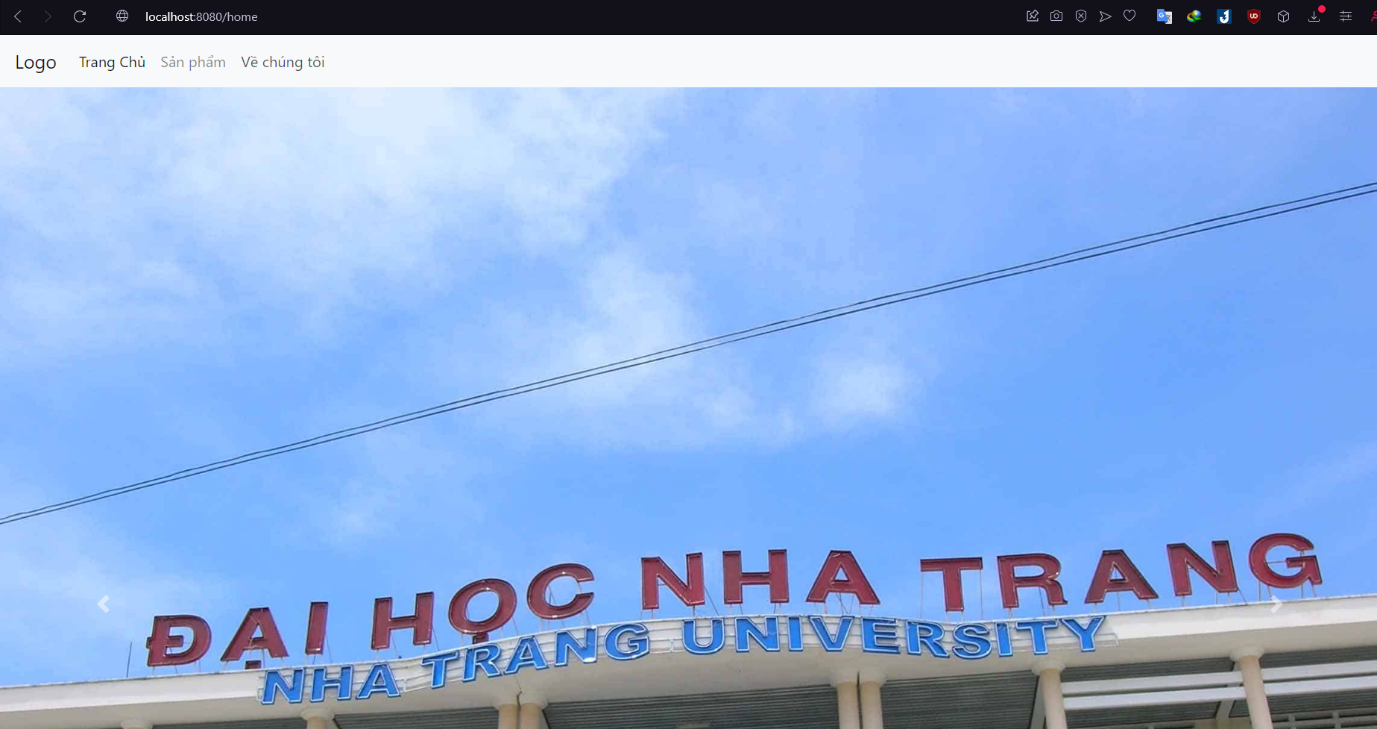 localhost:8080/home
Logo Trang Chủ Sản phẩm Về chúng tôi
ĐẠI HỌC NHA TRANG
NHA TRANG UNIVERSITY